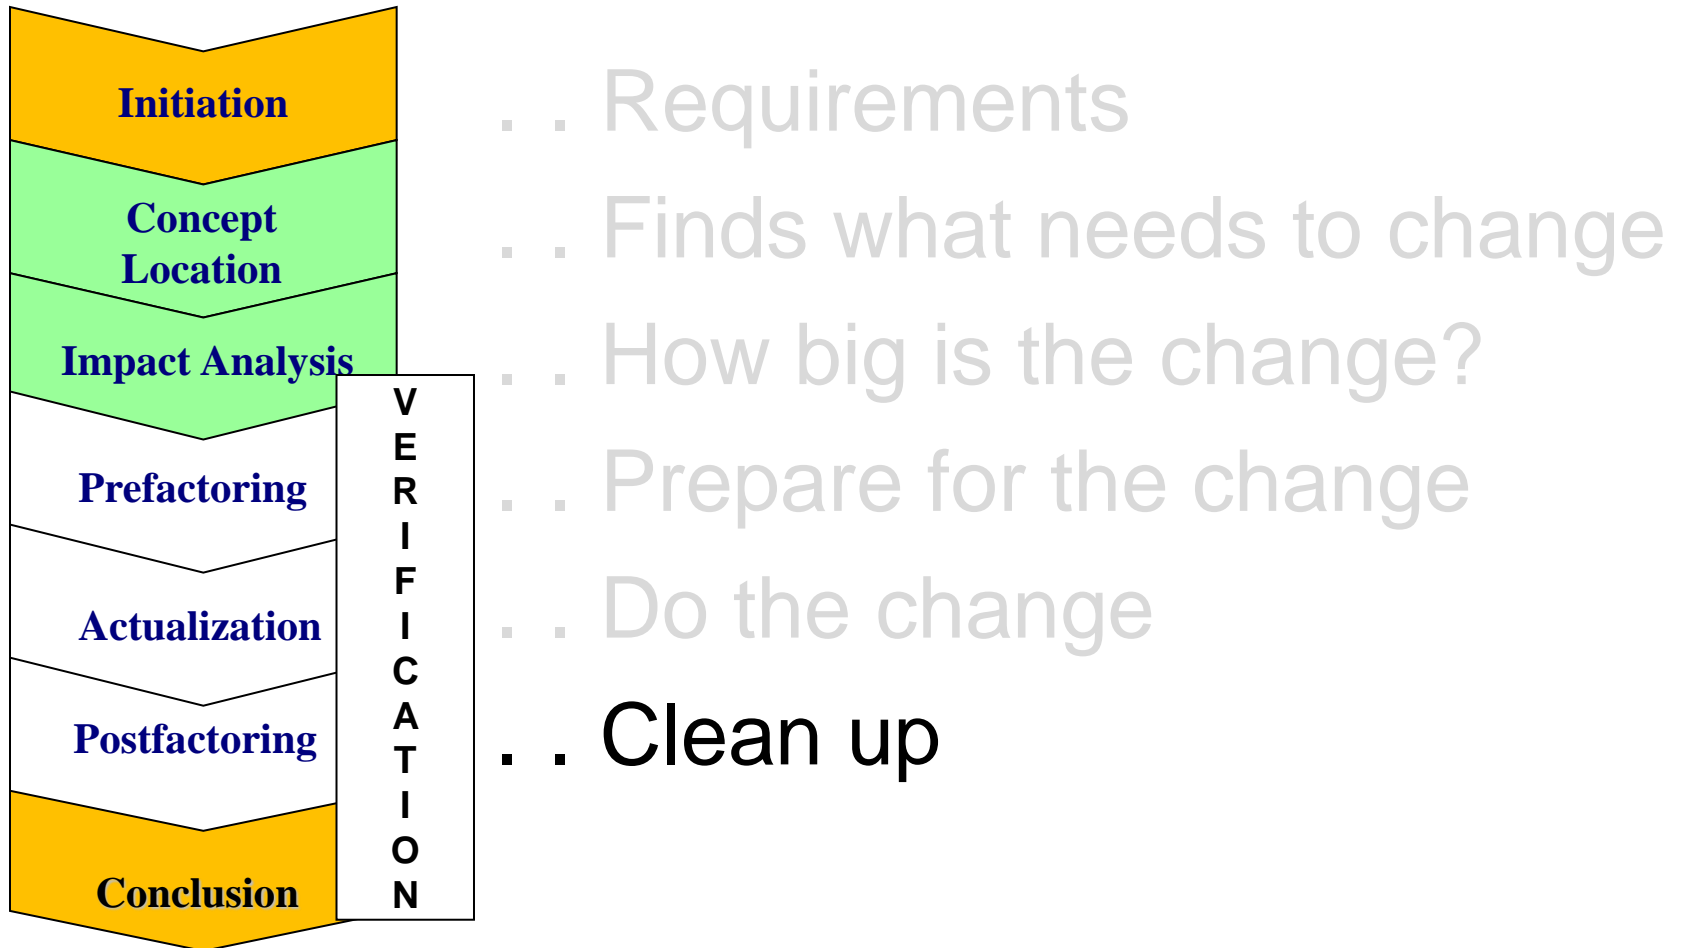 Initiation
. . Requirements
Concept
Location
. . Finds what needs to change
Impact Analysis
. . How big is the change?
Prefactoring
. . Prepare for the change
Actualization
. . Do the change
Postfactoring
. . Clean up
Conclusion
V
E
R
I
F
I
C
A
T
I
O
N